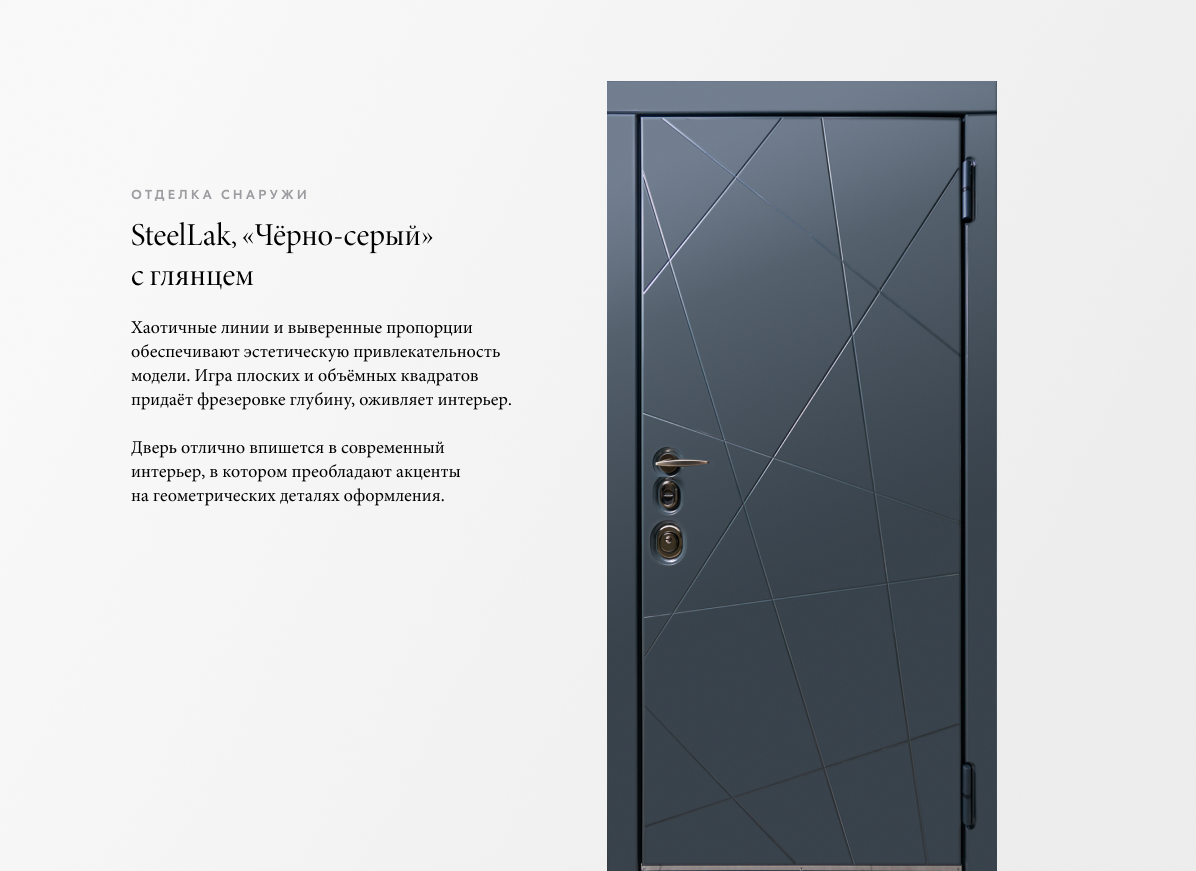 ОТДЕЛКА СНАРУЖИ
SteelLak, «Чёрно-серый»
с глянцем
Хаотичные линии и выверенные пропорции
обеспечивают эстетическую привлекательность
модели. Игра плоских и объёмных квадратов
придаёт фрезеровке глубину, оживляет интерьер.
Дверь отлично впишется в современный
интерьер, в котором преобладают акценты
на геометрических деталях оформления.